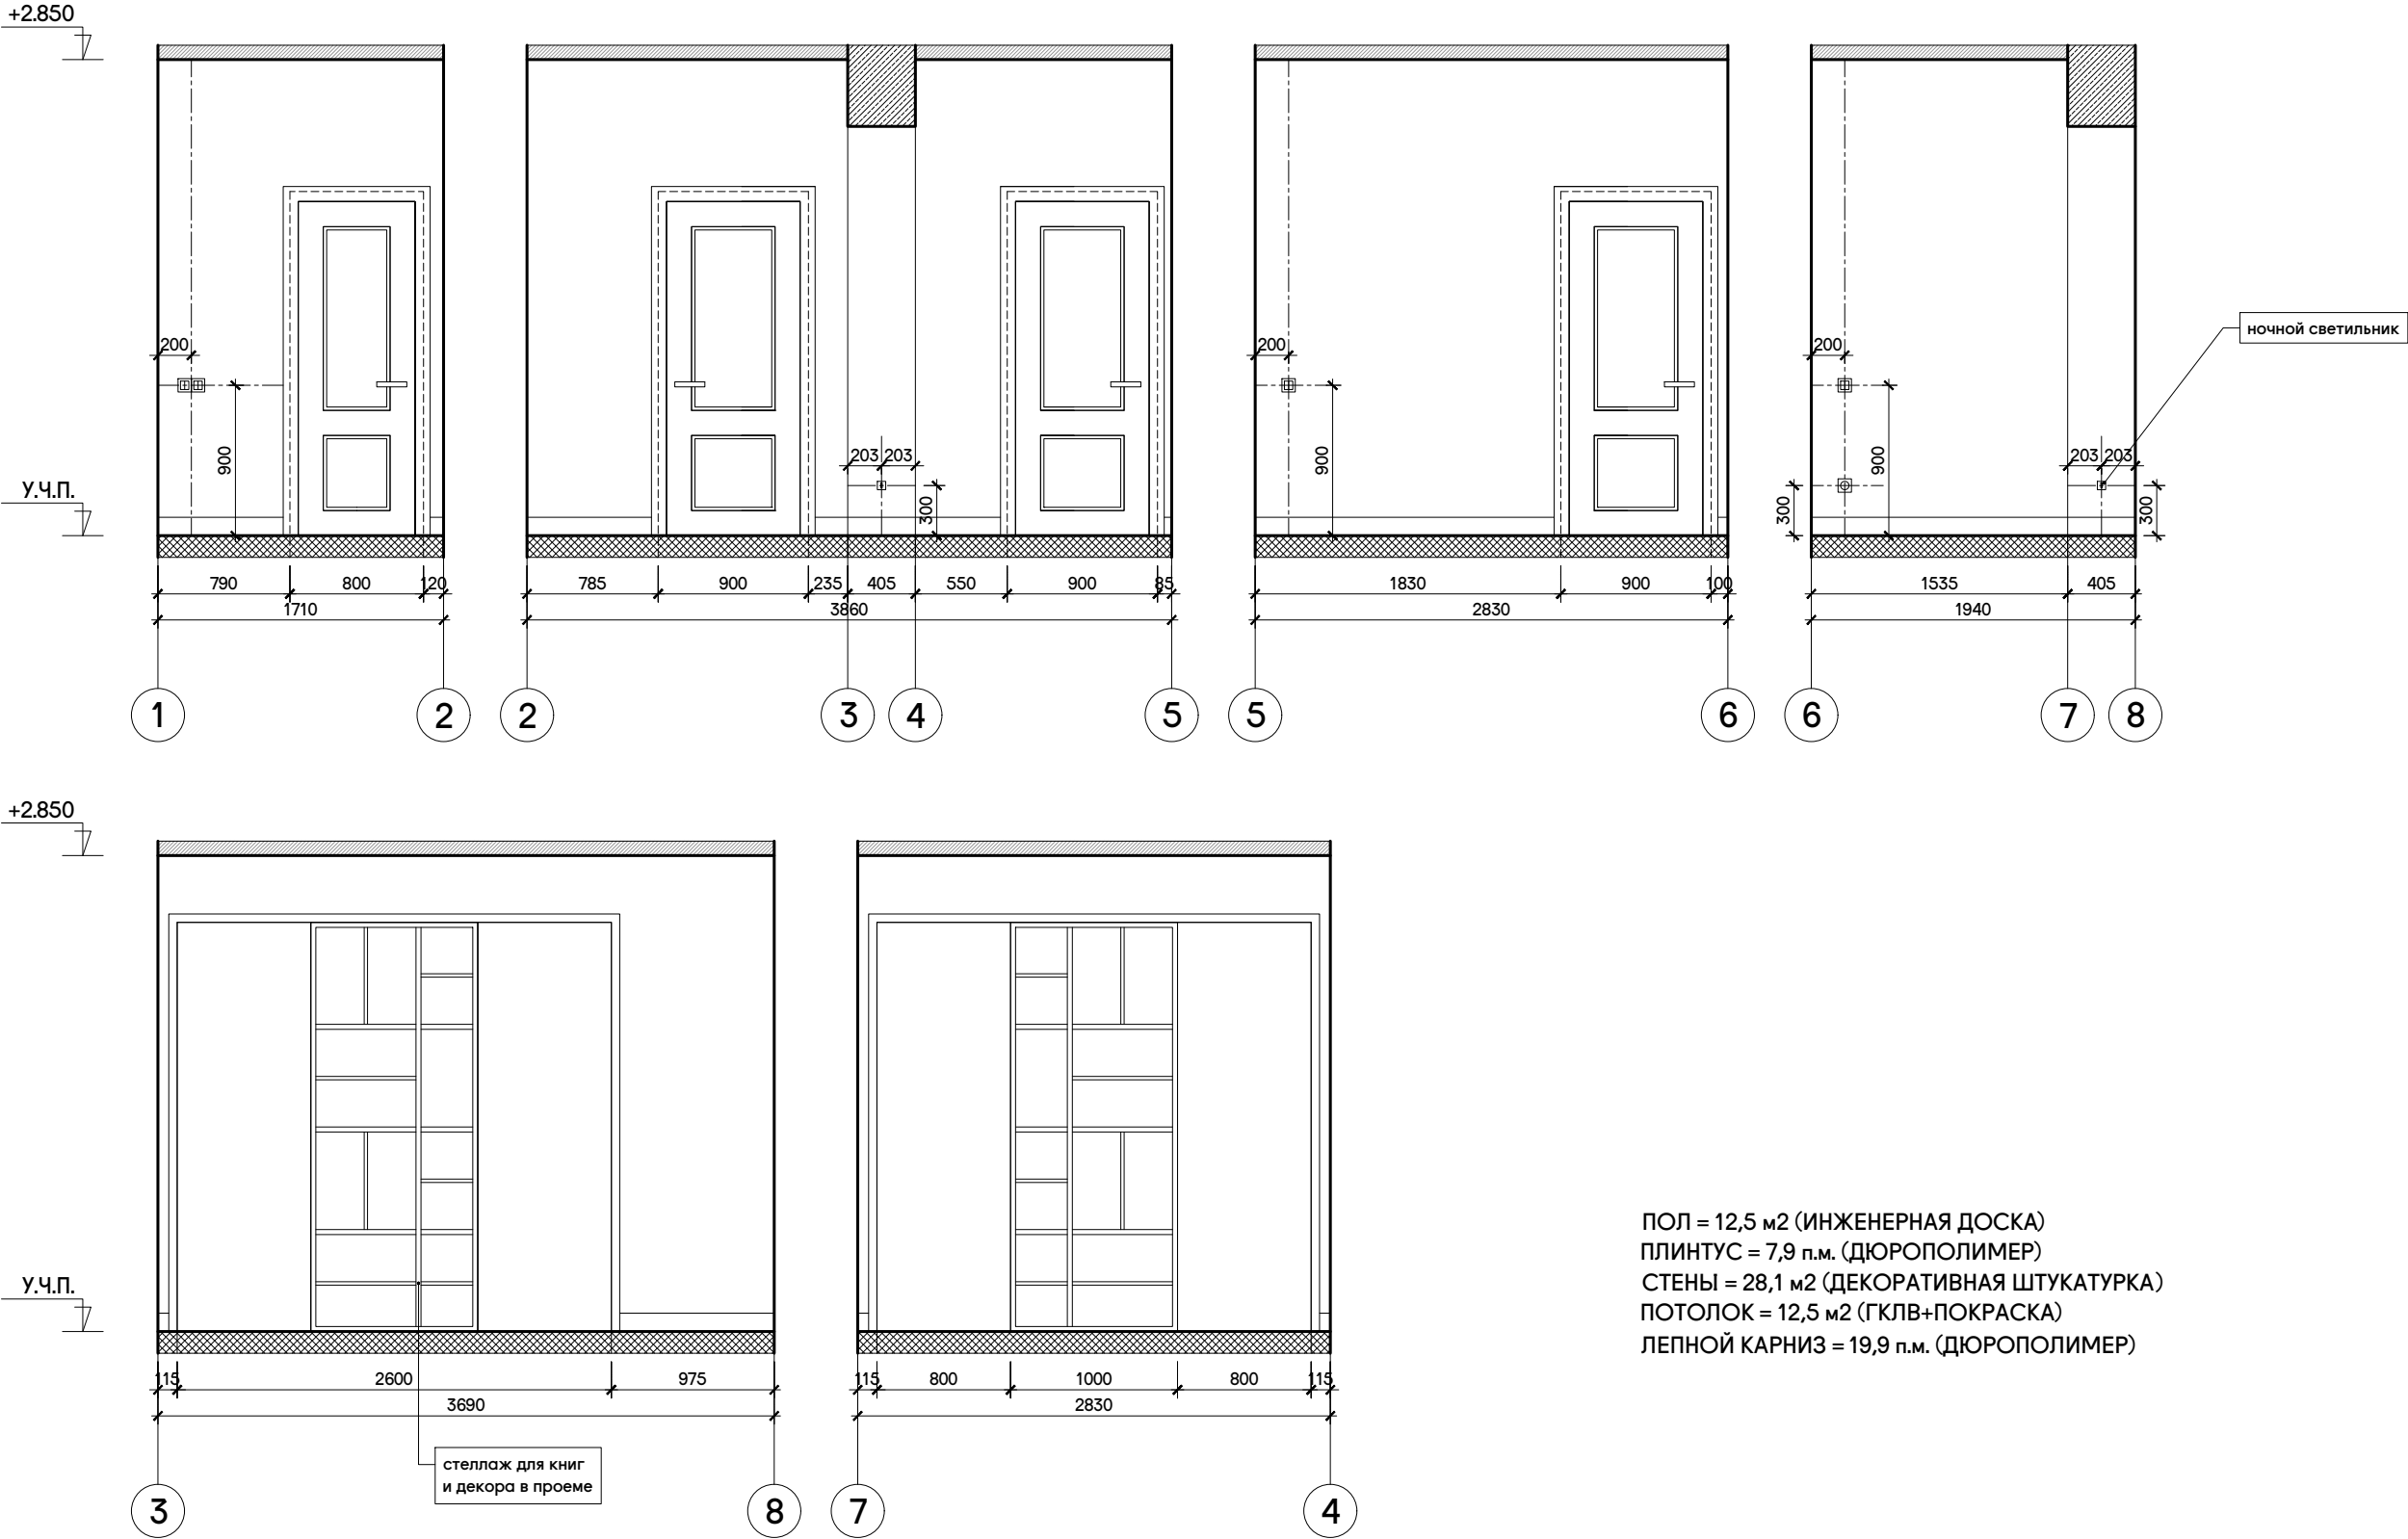 +2.850
200
900
У.Ч.П.
790 800 120
1710
1 2
203 203
300
785 900 235 405 550 900 85
3860
2 3 4 5
200
900
1830 900 100
2830
5 6
200
900
300
203 203
300
ночной светильник
1535 405
1940
6 7 8
+2.850
У.Ч.П.
115 2600 975
3690
стеллаж для книг
и декора в проеме
3 8
115 800 1000 800 115
2830
7 4
ПОЛ = 12,5 м2 (ИНЖЕНЕРНАЯ ДОСКА)
ПЛИНТУС = 7,9 п.м. (ДЮРОПОЛИМЕР)
СТЕНЫ = 28,1 м2 (ДЕКОРАТИВНАЯ ШТУКАТУРКА)
ПОТОЛОК = 12,5 м2 (ГКЛВ+ПОКРАСКА)
ЛЕПНОЙ КАРНИЗ = 19,9 п.м. (ДЮРОПОЛИМЕР)